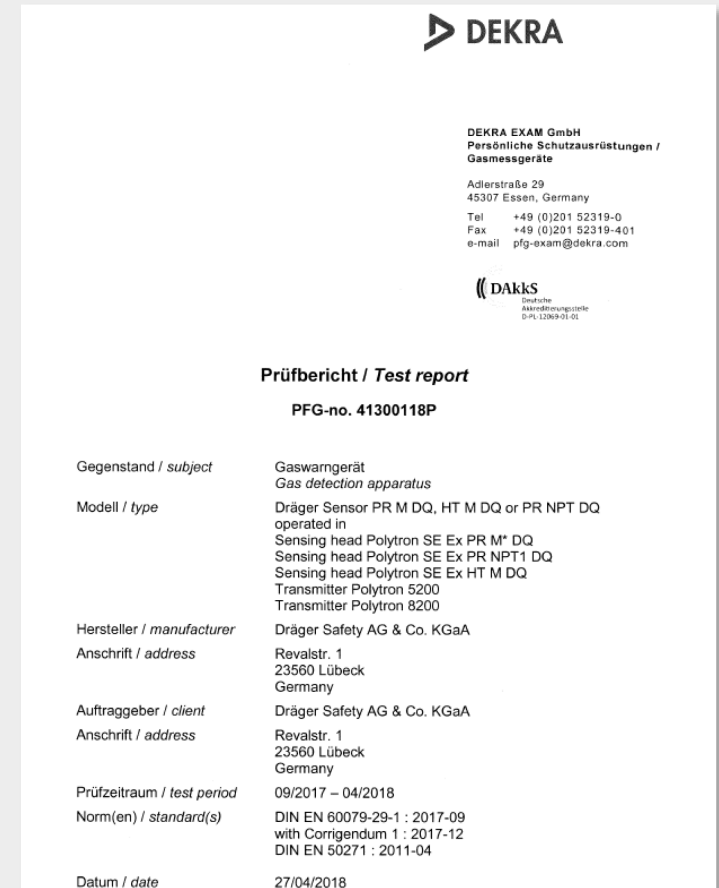 DEKRA
DEKRA EXAM GmbH
Persönliche Schutzausrüstungen /
Gasmessgeräte
Adlerstraße 29
45307 Essen, Germany
Tel +49 (0)201 52319-0
Fax +49 (0)201 52319-401
e-mail pfg-exam@dekra.com
DAkkS
Deutsche
Akkreditierungsstelle
D-PL-12069-01-01
Prüfbericht / Test report
PFG-no. 41300118P
Gegenstand / subject Gaswarngerät
Gas detection apparatus
Modell / type Dräger Sensor PR M DQ, HT M DQ or PR NPT DQ
operated in
Sensing head Polytron SE Ex PR M* DQ
Sensing head Polytron SE Ex PR NPT1 DQ
Sensing head Polytron SE Ex HT M DQ
Transmitter Polytron 5200
Transmitter Polytron 8200
Hersteller / manufacturer Dräger Safety AG & Co. KGaA
Anschrift / address Revalstr. 1
23560 Lübeck
Germany
Auftraggeber / client Dräger Safety AG & Co. KGaA
Anschrift / address Revalstr. 1
23560 Lübeck
Germany
Prüfzeitraum / test period 09/2017 – 04/2018
Norm(en) / standard(s) DIN EN 60079-29-1 : 2017-09
with Corrigendum 1 : 2017-12
DIN EN 50271 : 2011-04
Datum / date 27/04/2018